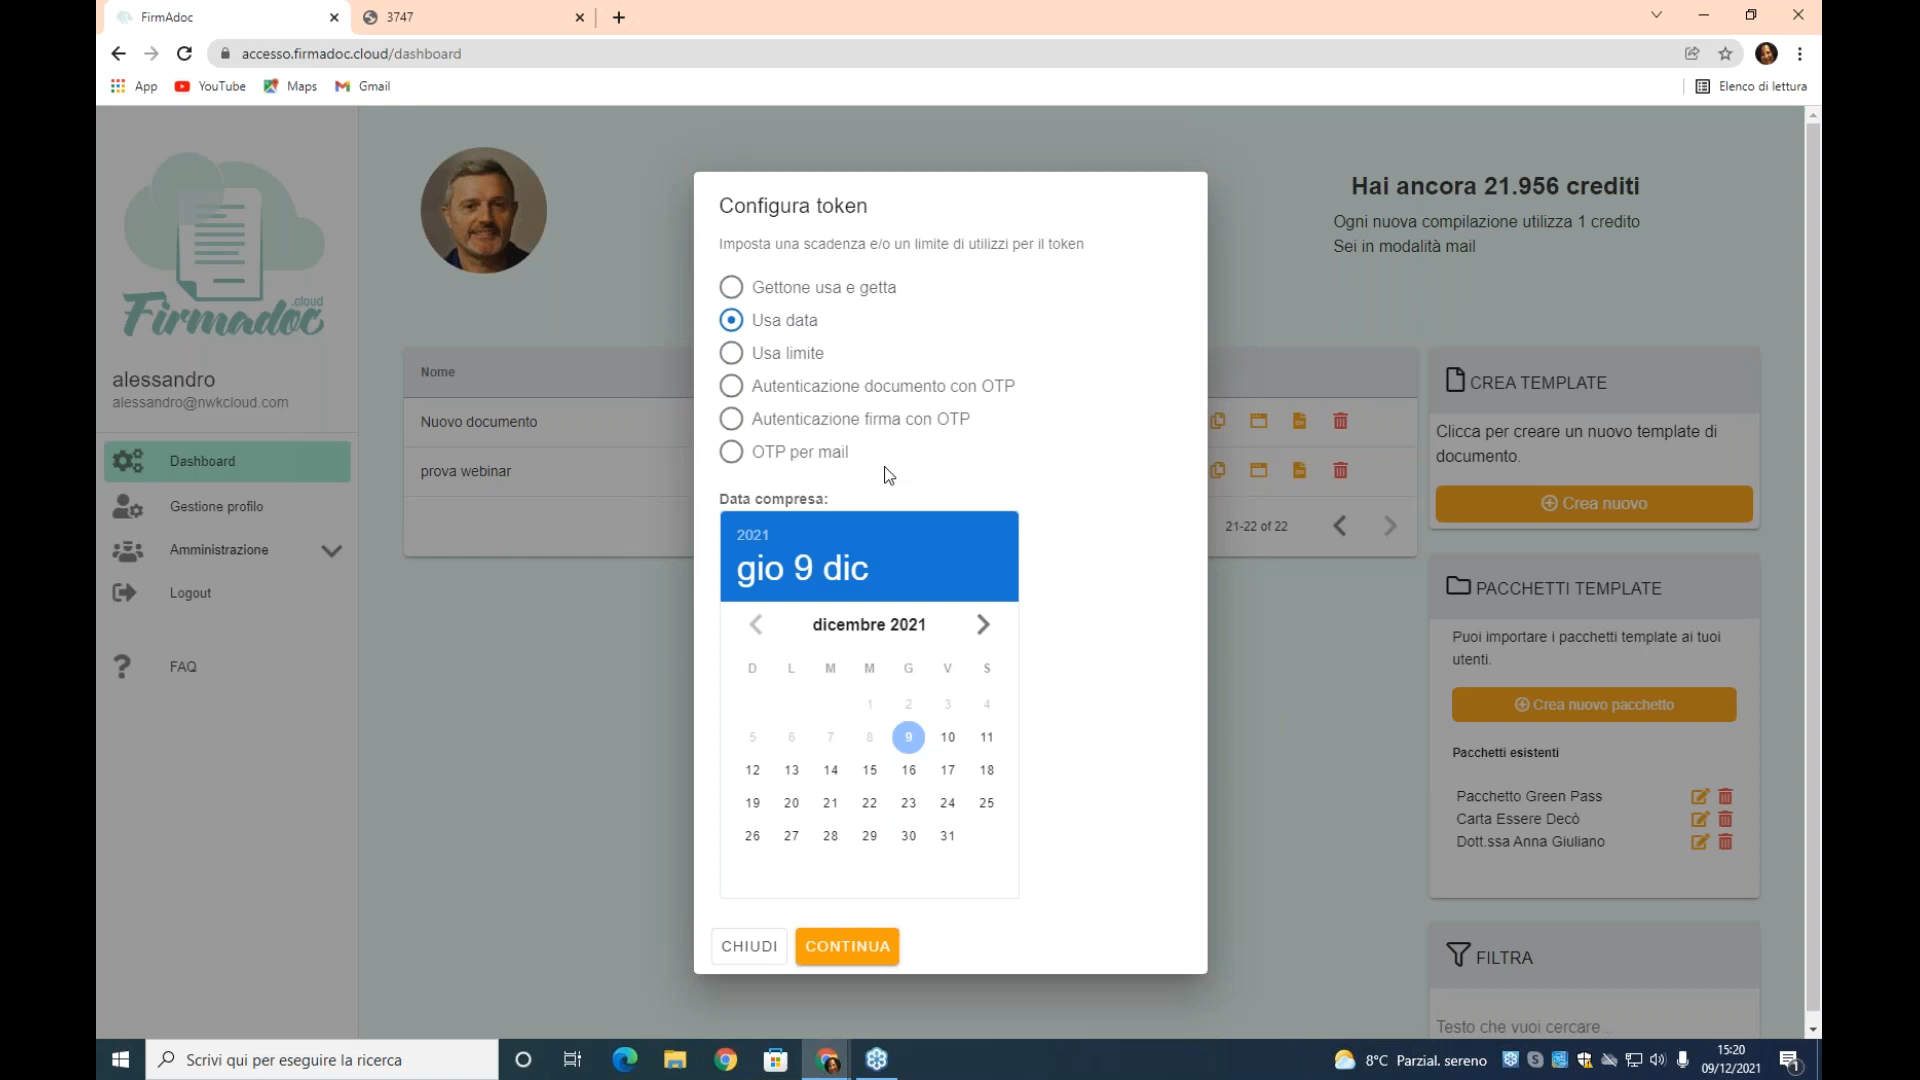 FirmAdoc
3747
accesso.firmadoc.cloud/dashboard
App
YouTube
Maps
Gmail
Elenco di lettura
Firmadoc
.cloud
alessandro
alessandro@nwkcloud.com
Dashboard
Gestione profilo
Amministrazione
Logout
FAQ
Hai ancora 21.956 crediti
Ogni nuova compilazione utilizza 1 credito
Sei in modalità mail
Nome
Nuovo documento
prova webinar
21-22 of 22
Configura token
Imposta una scadenza e/o un limite di utilizzi per il token
Gettone usa e getta
Usa data
Usa limite
Autenticazione documento con OTP
Autenticazione firma con OTP
OTP per mail
Data compresa:
2021
gio 9 dic
dicembre 2021
D L M M G V S
1 2 3 4
5 6 7 8 9 10 11
12 13 14 15 16 17 18
19 20 21 22 23 24 25
26 27 28 29 30 31
CHIUDI
CONTINUA
CREA TEMPLATE
Clicca per creare un nuovo template di
documento.
Crea nuovo
PACCHETTI TEMPLATE
Puoi importare i pacchetti template ai tuoi
utenti.
Crea nuovo pacchetto
Pacchetti esistenti
Pacchetto Green Pass
Carta Essere Decò
Dott.ssa Anna Giuliano
FILTRA
Testo che vuoi cercare...
Scrivi qui per eseguire la ricerca
8°C Parzial. sereno
15:20
09/12/2021
1